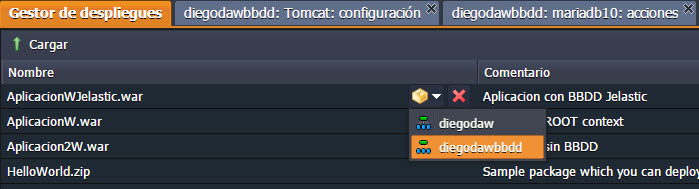 Gestor de despliegues diegodawbbdd: Tomcat: configuración diegodawbbdd: mariadb10: acciones
Cargar
Nombre Comentario
AplicacionWJelastic.war Aplicacion con BBDD Jelastic
AplicacionW.war diegodaw ROOT context
Aplicacion2W.war diegodawbbdd sin BBDD
HelloWorld.zip Sample package which you can deploy